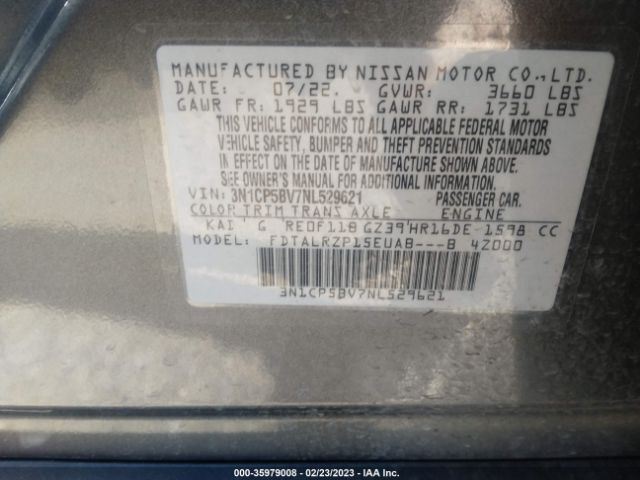 MANUFACTURED BY NISSAN MOTOR CO., LTD.
DATE: 07/22. GVWR: 3660 LBS
GAWR FR: 1929 LBS GAWR RR: 1731 LBS
THIS VEHICLE CONFORMS TO ALL APPLICABLE FEDERAL MOTOR
VEHICLE SAFETY, BUMPER AND THEFT PREVENTION STANDARDS
IN EFFECT ON THE DATE OF MANUFACTURE SHOWN ABOVE.
SEE OWNER'S MANUAL FOR ADDITIONAL INFORMATION.
VIN: 3N1CP5BV7NL529621 PASSENGER CAR.
COLOR TRIM TRANS AXLE ENGINE
KAI G RE0F11B GZ39 HR16DE 1598 CC
FDTALRZP15EUAB---B 4Z000
3N1CP5BV7NL529621
000-35979008 - 02/23/2023 - IAA Inc.